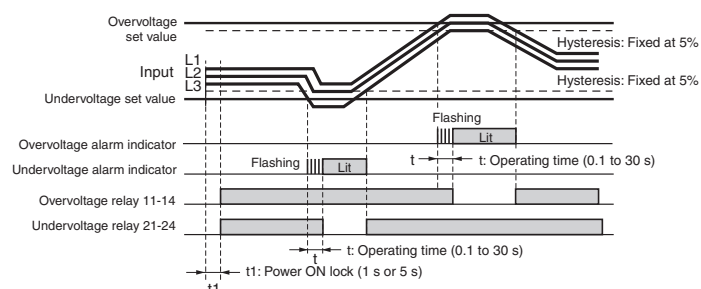 Overvoltage
set value
Hysteresis: Fixed at 5%
L1
Input L2
L3
Hysteresis: Fixed at 5%
Undervoltage set value
Flashing
Overvoltage alarm indicator
Lit
t
t: Operating time (0.1 to 30 s)
Flashing
Lit
Undervoltage alarm indicator
Overvoltage relay 11-14
Undervoltage relay 21-24
t: Operating time (0.1 to 30 s)
t
t1: Power ON lock (1 s or 5 s)
t1